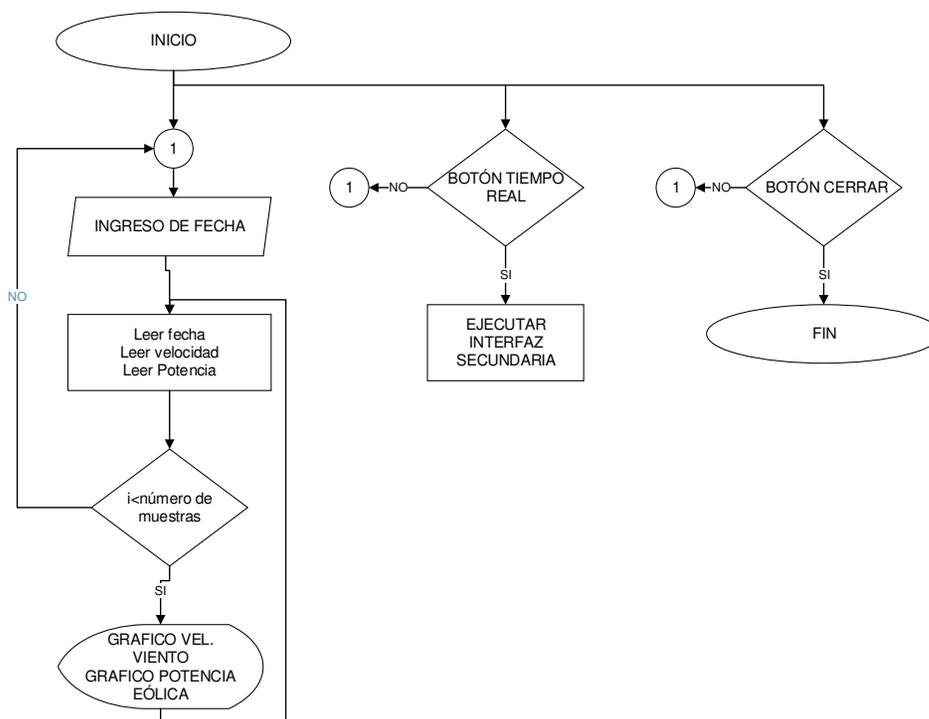 INICIO
1
INGRESO DE FECHA
NO
Leer fecha
Leer velocidad
Leer Potencia
i<número de
muestras
SI
GRAFICO VEL.
VIENTO
GRAFICO POTENCIA
EÓLICA
1
NO
BOTÓN TIEMPO
REAL
SI
EJECUTAR
INTERFAZ
SECUNDARIA
1
NO
BOTÓN CERRAR
SI
FIN